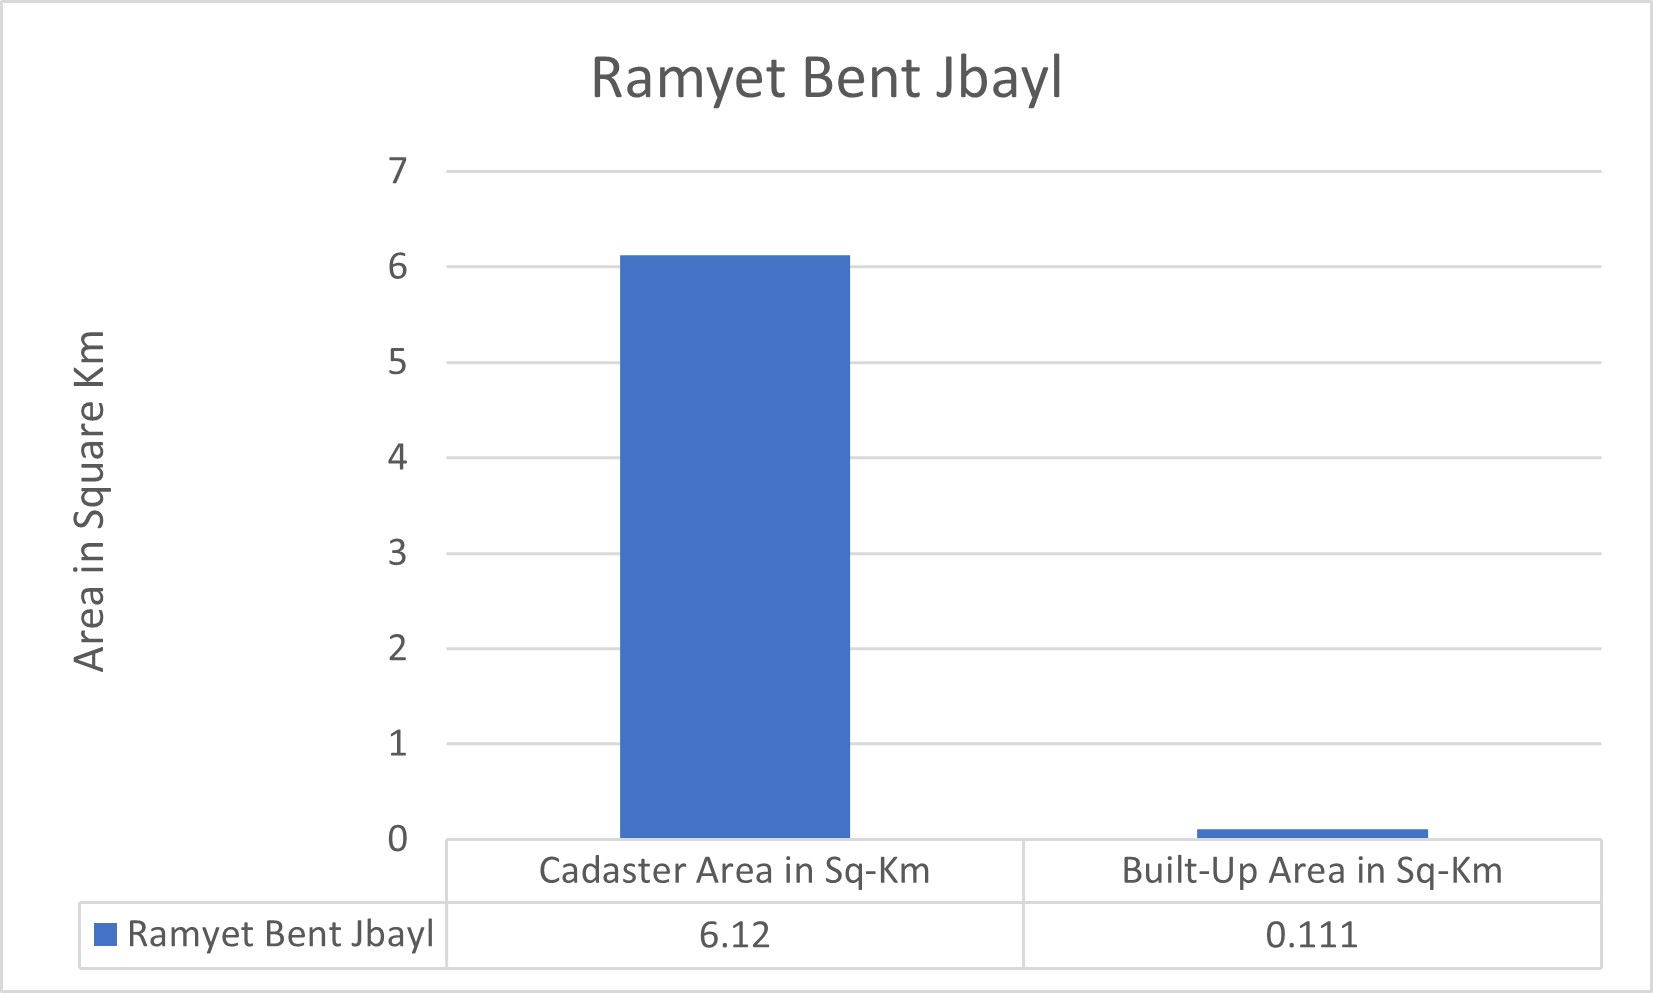 Ramyet Bent Jbayl
7
6
5
4
3
2
1
0
Area in Square Km
Cadaster Area in Sq-Km Built-Up Area in Sq-Km
Ramyet Bent Jbayl 6.12 0.111